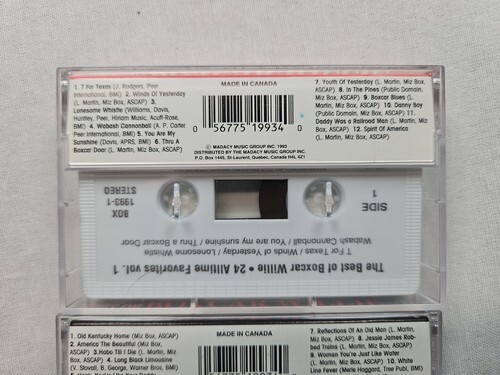 MADE IN CANADA
1. T For Texas (J. Rodgers, Peer
International, BMI) 2. Winds Of Yesterday
(L. Martin, Miz Box, ASCAP) 3.
Lonesome Whistle (Williams, Davis,
Huntley, Peer, Hiriam Music, Acuff-Rose,
BMI) 4. Wabash Cannonball (A. P. Carter
Peer International, BMI) 5. You Are My
Sunshine (Davis, APRS, BMI) 6. Thru A
Boxcar Door (L. Martin, Miz Box, ASCAP)
0 56775 19934 0
℗ 1993 MADACY MUSIC GROUP INC. 1993
DISTRIBUTED BY THE MADACY MUSIC GROUP INC.
P.O. Box 1445, St-Laurent, Quebec, Canada H4L 4Z1
7. Youth Of Yesterday (L. Martin, Miz Box,
ASCAP) 8. In The Pines (Public Domain,
Miz Box, ASCAP) 9. Boxcar Blues (L.
Martin, Miz Box, ASCAP) 10. Danny Boy
(Public Domain, Miz Box, ASCAP) 11.
Daddy Was a Railroad Man (L. Martin,
Miz Box, ASCAP) 12. Spirit Of America
(L. Martin, Miz Box, ASCAP)
The Best of Boxcar Willie • 24 Alltime Favorites vol. 1
T For Texas / Winds of Yesterday / Lonesome Whistle
Wabash Cannonball / You are my sunshine / Thru a Boxcar Door
SIDE
1
BOX
1993-1
STEREO
MADE IN CANADA
1. Old Kentucky Home (Miz Box, ASCAP)
2. America The Beautiful (Miz Box, ASCAP)
3.Hobo Till I Die (L. Martin, Miz Box,
ASCAP) 4. Long Black Limousine
(V. Stovall, B. George, Warner Bros. BMI)
7. Reflections Of An Old Man (L. Martin,
Miz Box, ASCAP) 8. Jessie James Rob-
bed Trains (L. Martin, Miz Box, ASCAP)
9. Woman You're Just Like Water
(L. Martin, Miz Box, ASCAP) 10. White
Line Fever (Merle Haggard, Tree Publ, BMI)